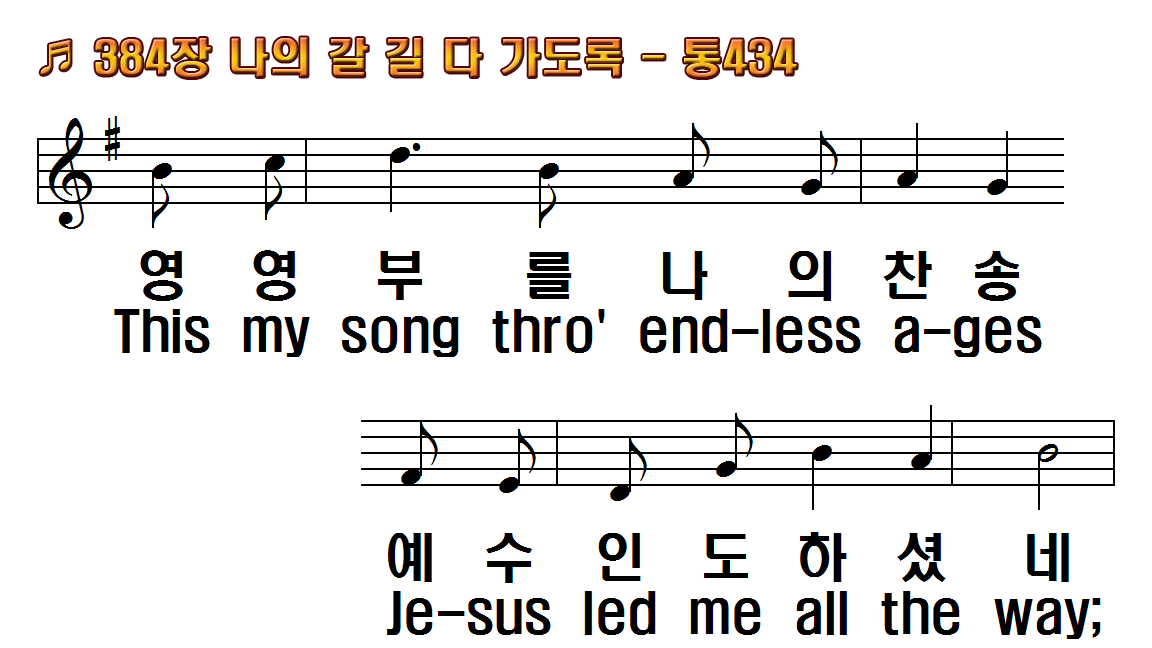 ♬ 384장 나의 갈 길 다 가도록 - 통434
영 영 부 를 나 의 찬 송
This my song thro' end-less a-ges
예 수 인 도 하 셨 네
Je-sus led me all the way;